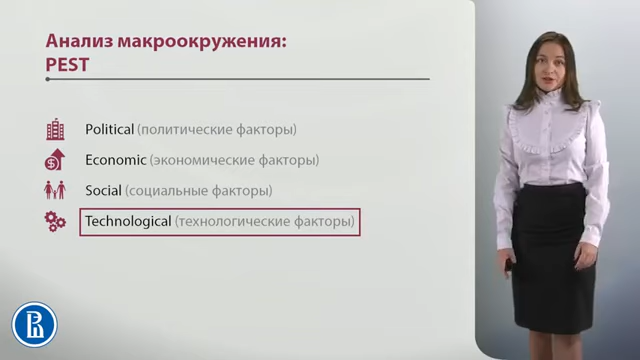 Анализ макроокружения:
PEST
Political (политические факторы)
Economic (экономические факторы)
Social (социальные факторы)
Technological (технологические факторы)